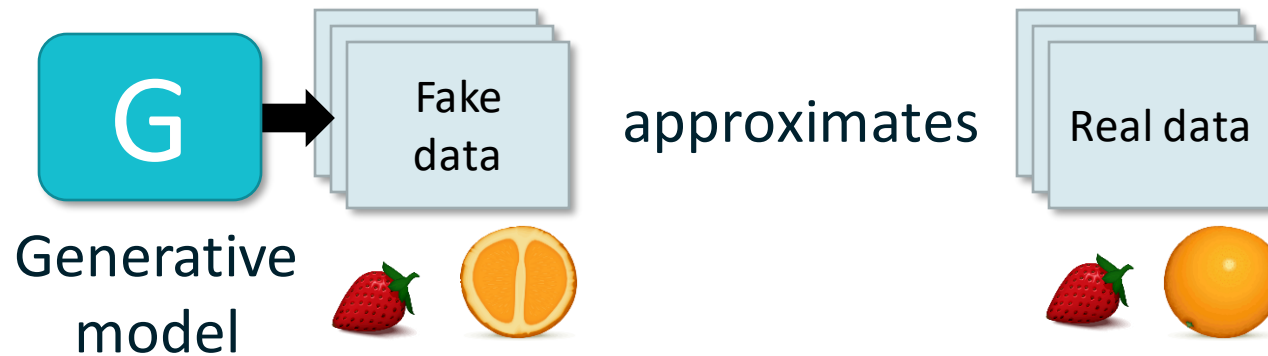 G
Fake
data
approximates
Real data
Generative
model